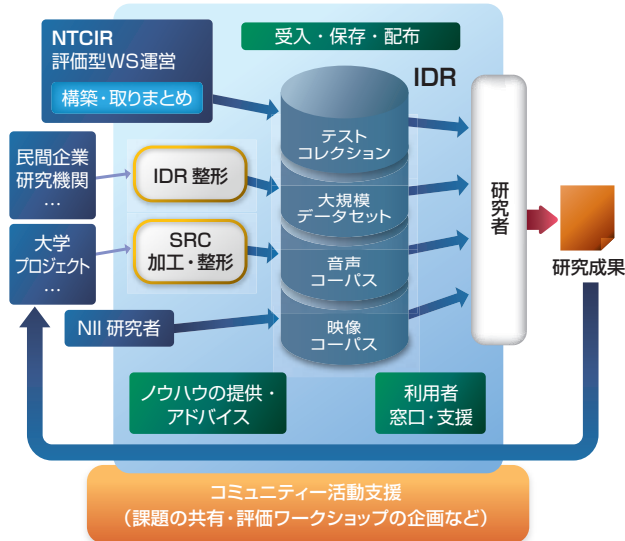 NTCIR
評価型WS運営
構築・取りまとめ
受入・保存・配布
IDR
民間企業
研究機関
…
IDR 整形
大学
プロジェクト
…
SRC
加工・整形
NII 研究者
テスト
コレクション
大規模
データセット
音声
コーパス
映像
コーパス
研究者
研究成果
ノウハウの提供・
アドバイス
利用者
窓口・支援
コミュニティー活動支援
（課題の共有・評価ワークショップの企画など）